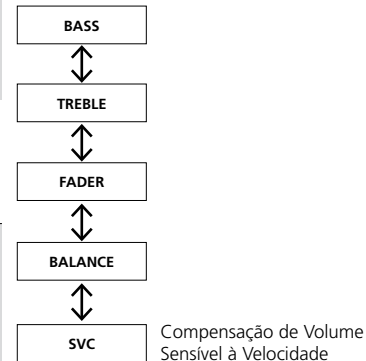 BASS
TREBLE
FADER
BALANCE
SVC
Compensação de Volume
Sensível à Velocidade